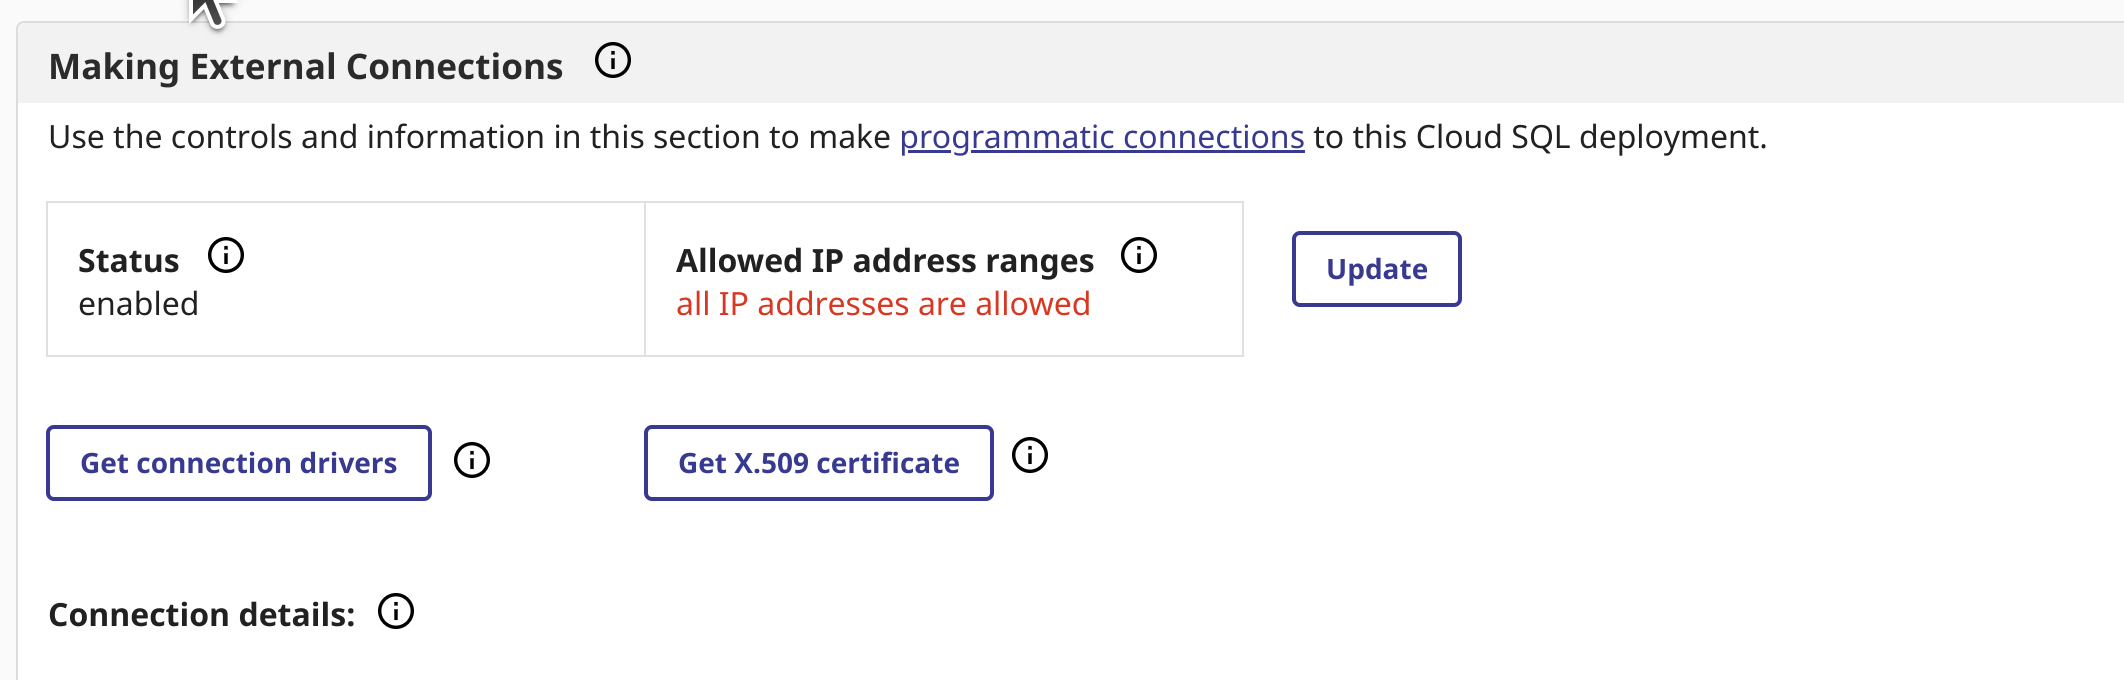 Making External Connections
Use the controls and information in this section to make programmatic connections to this Cloud SQL deployment.
Status
enabled
Allowed IP address ranges
all IP addresses are allowed
Update
Get connection drivers
Get X.509 certificate
Connection details: